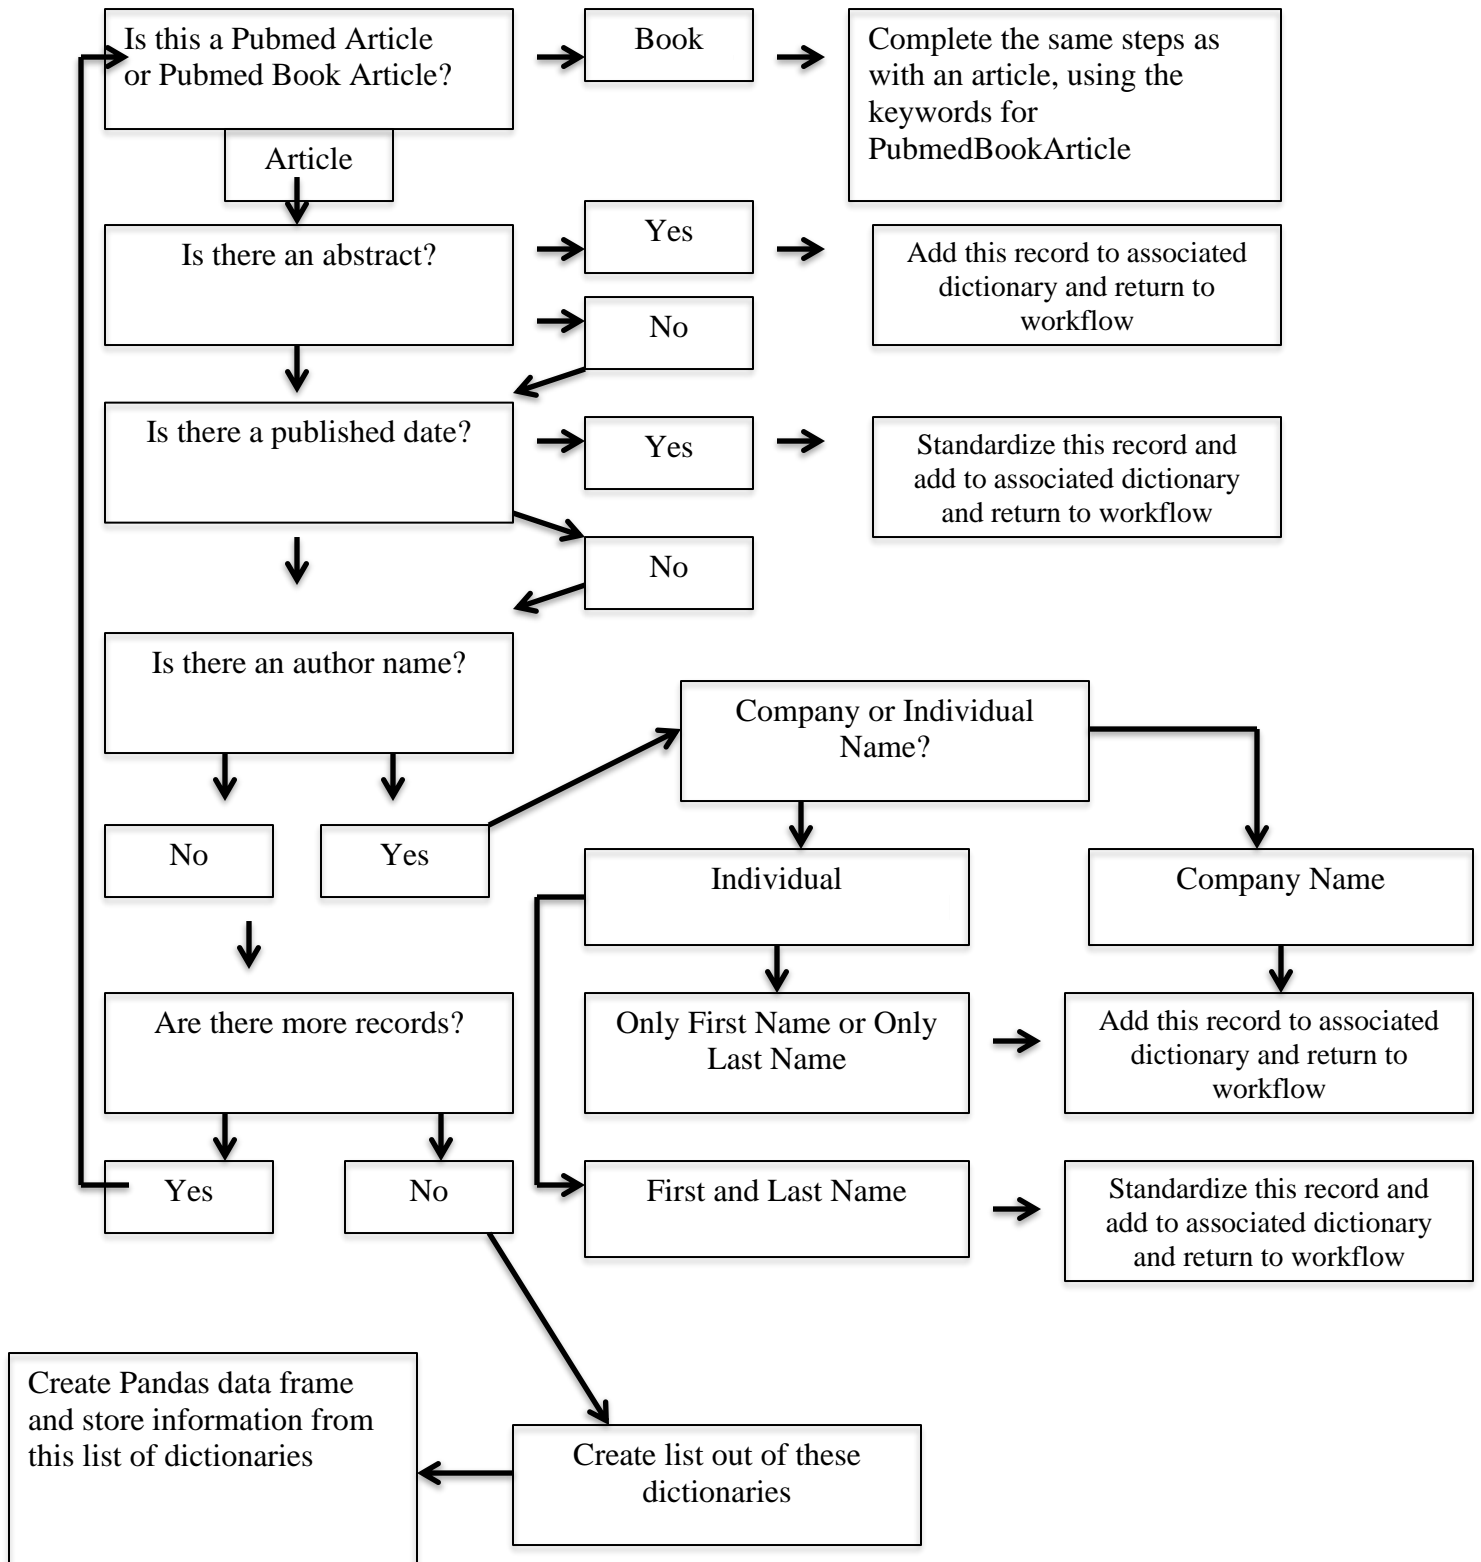 Is this a Pubmed Article
or Pubmed Book Article?
Book
Complete the same steps as
with an article, using the
keywords for
PubmedBookArticle
Article
Is there an abstract?
Yes
Add this record to associated
dictionary and return to
workflow
No
Is there a published date?
Yes
Standardize this record and
add to associated dictionary
and return to workflow
No
Is there an author name?
Company or Individual
Name?
No
Yes
Individual
Company Name
Are there more records?
Only First Name or Only
Last Name
Add this record to associated
dictionary and return to
workflow
Yes
No
First and Last Name
Standardize this record and
add to associated dictionary
and return to workflow
Create Pandas data frame
and store information from
this list of dictionaries
Create list out of these
dictionaries